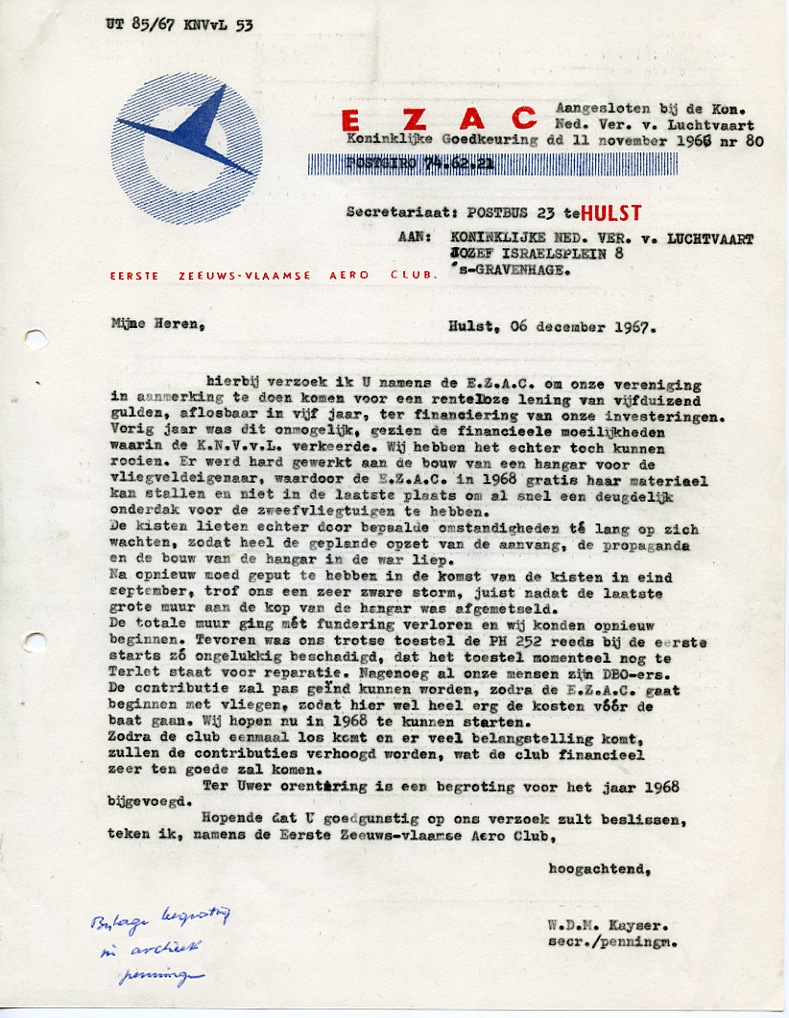 UT 85/67 KNVvL 53
EZAC
Aangesloten bij de Kon.
Ned. Ver. v. Luchtvaart
Koninklijke Goedkeuring dd 11 november 1966 nr 80
POSTGIRO 74.62.21
Secretariaat: POSTBUS 23 te HULST
AAN: KONINKLIJKE NED. VER. v. LUCHTVAART
JOZEF ISRAELSPLEIN 8
's-GRAVENHAGE.
EERSTE ZEEUWS-VLAAMSE AERO CLUB.
Mijne Heren,
Hulst, 06 december 1967.
hierbij verzoek ik U namens de E.Z.A.C. om onze vereniging
in aanmerking te doen komen voor een renteloze lening van vijfduizend
gulden, aflosbaar in vijf jaar, ter financiering van onze investeringen.
Vorig jaar was dit onmogelijk, gezien de financieele moeilijkheden
waarin de K.N.V.v.L. verkeerde. Wij hebben het echter toch kunnen
rooien. Er werd hard gewerkt aan de bouw van een hangar voor de
vliegveldeigenaar, waardoor de E.Z.A.C. in 1968 gratis haar materieel
kan stallen en niet in de laatste plaats om al snel een deugdelijk
onderdak voor de zweefvliegtuigen te hebben.
De kisten lieten echter door bepaalde omstandigheden té lang op zich
wachten, zodat heel de geplande opzet van de aanvang, de propaganda
en de bouw van de hangar in de war liep.
Na opnieuw moed geput te hebben in de komst van de kisten in eind
september, trof ons een zeer zware storm, juist nadat de laatste
grote muur aan de kop van de hangar was afgemetseld.
De totale muur ging mét fundering verloren en wij konden opnieuw
beginnen. Tevoren was ons trotse toestel de PH 252 reeds bij de eerste
starts zó ongelukkig beschadigd, dat het toestel momenteel nog te
Terlet staat voor reparatie. Nagenoeg al onze mensen zijn DBO-ers.
De contributie zal pas geïnd kunnen worden, zodra de E.Z.A.C. gaat
beginnen met vliegen, zodat hier wel heel erg de kosten vóór de
baat gaan. Wij hopen nu in 1968 te kunnen starten.
Zodra de club eenmaal los komt en er veel belangstelling komt,
zullen de contributies verhoogd worden, wat de club financieel
zeer ten goede zal komen.
Ter Uwer orentæring is een begroting voor het jaar 1968
bijgevoegd.
Hopende dat U goedgunstig op ons verzoek zult beslissen,
teken ik, namens de Eerste Zeeuws-vlaamse Aero Club,
hoogachtend,
W.D.M. Kayser.
secr./penningm.
Bijlage begroting
in archief
penningm